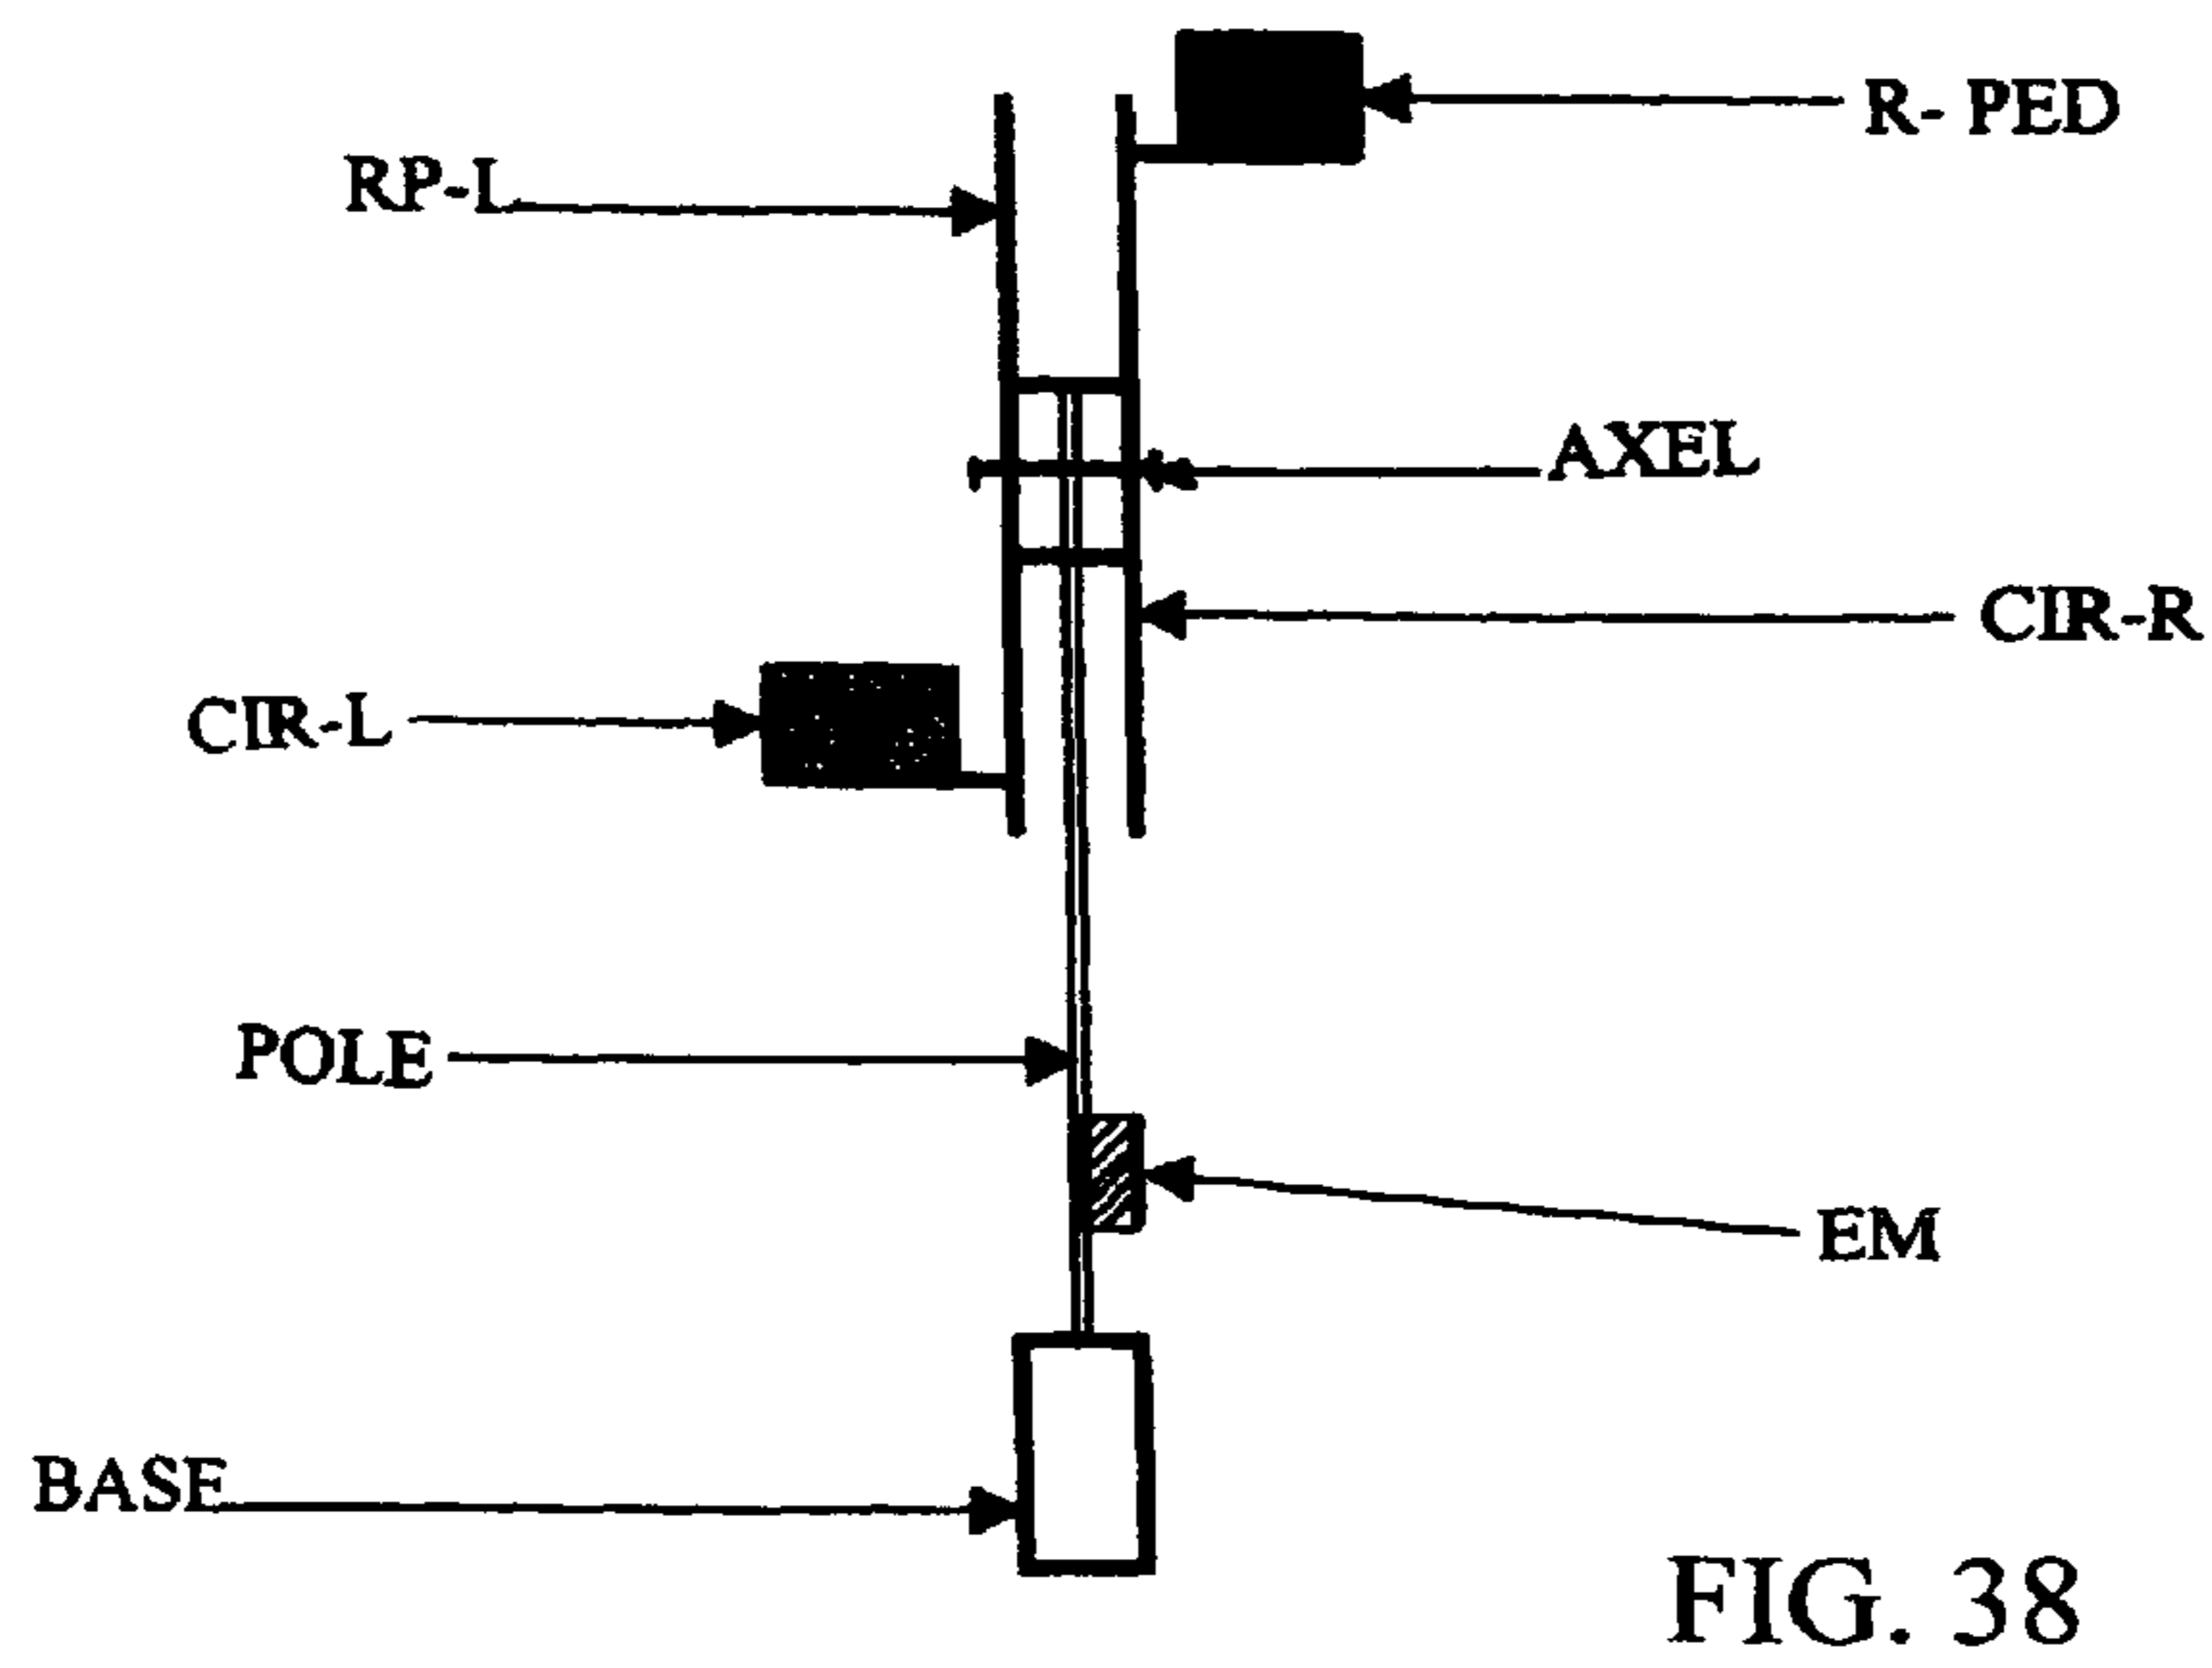 R- PED
RP-L
AXEL
CIR-R
CIR-L
POLE
EM
BASE
FIG. 38